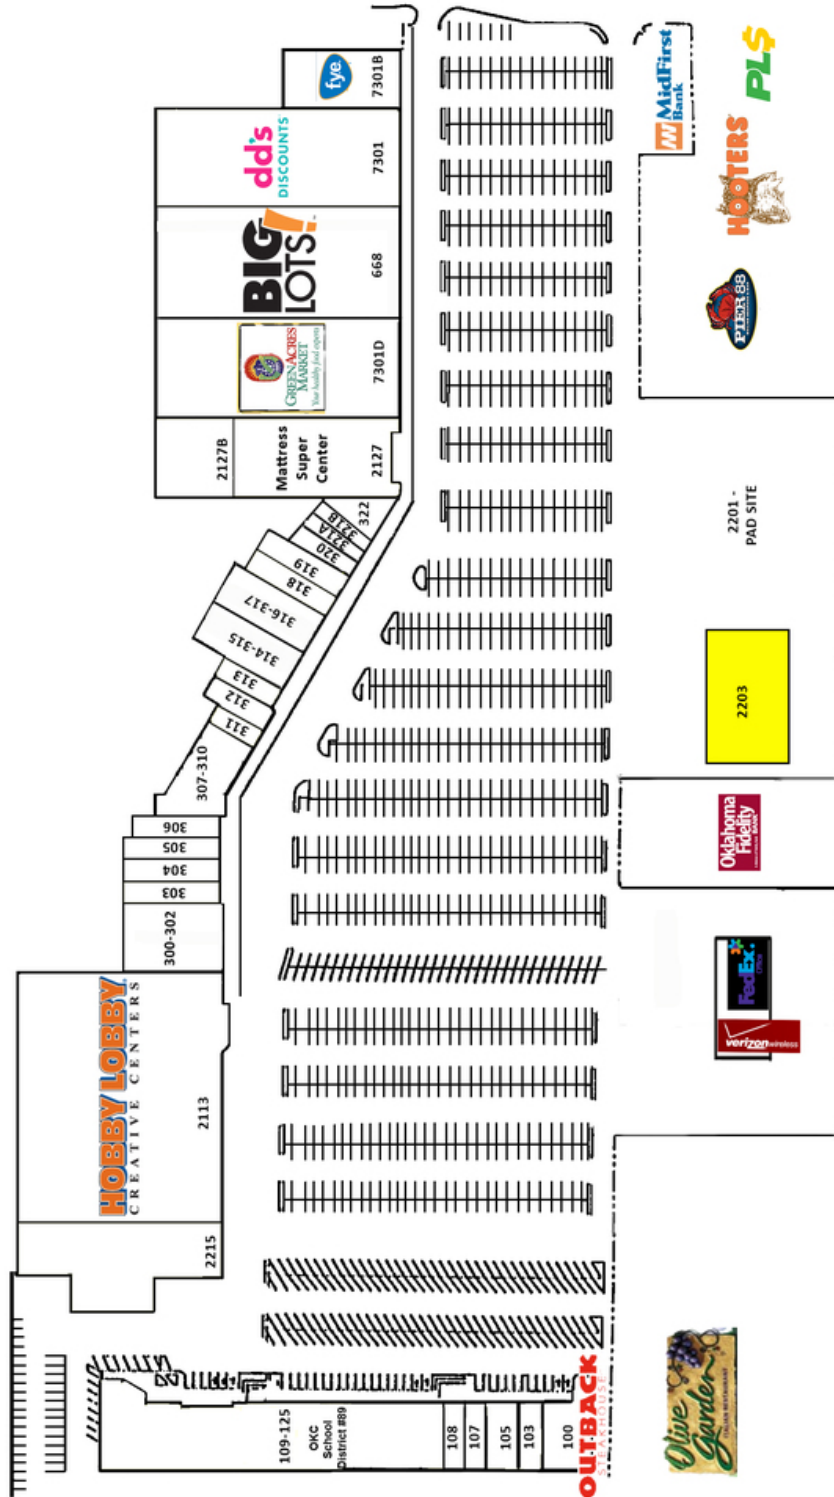 fye
7301B
dd's
DISCOUNTS
7301
BIG
LOTS!
668
GREENACRES
MARKET
Your healthy food experts
7301D
2127B
Mattress
Super
Center
2127
322
321B
321A
320
319
318
316-317
314-315
313
312
311
307-310
306
305
304
303
300-302
HOBBY LOBBY
CREATIVE CENTERS
2113
2215
109-125
OKC
School
District #89
108
107
105
103
100
OUTBACK
STEAKHOUSE
MidFirst
Bank
PL$
HOOTERS
PIER 88
2201 -
PAD SITE
2203
Oklahoma
Fidelity
BANK
FedEx.
Office
verizon wireless
Olive
Garden
ITALIAN RESTAURANT